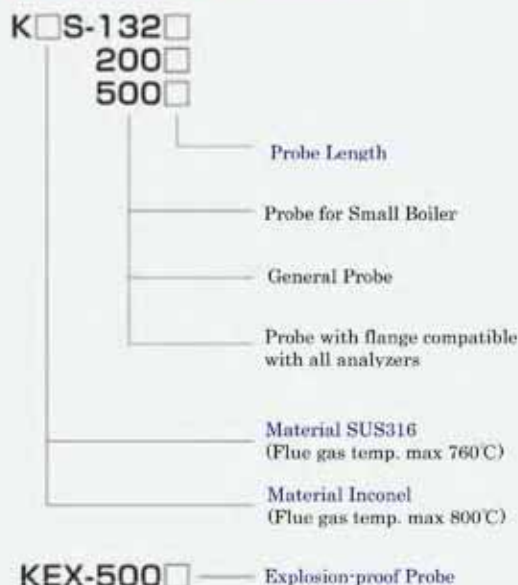 K□S-132□
200□
500□
Probe Length
Probe for Small Boiler
General Probe
Probe with flange compatible
with all analyzers
Material SUS316
(Flue gas temp. max 760℃)
Material Inconel
(Flue gas temp. max 800℃)
KEX-500□
Explosion-proof Probe